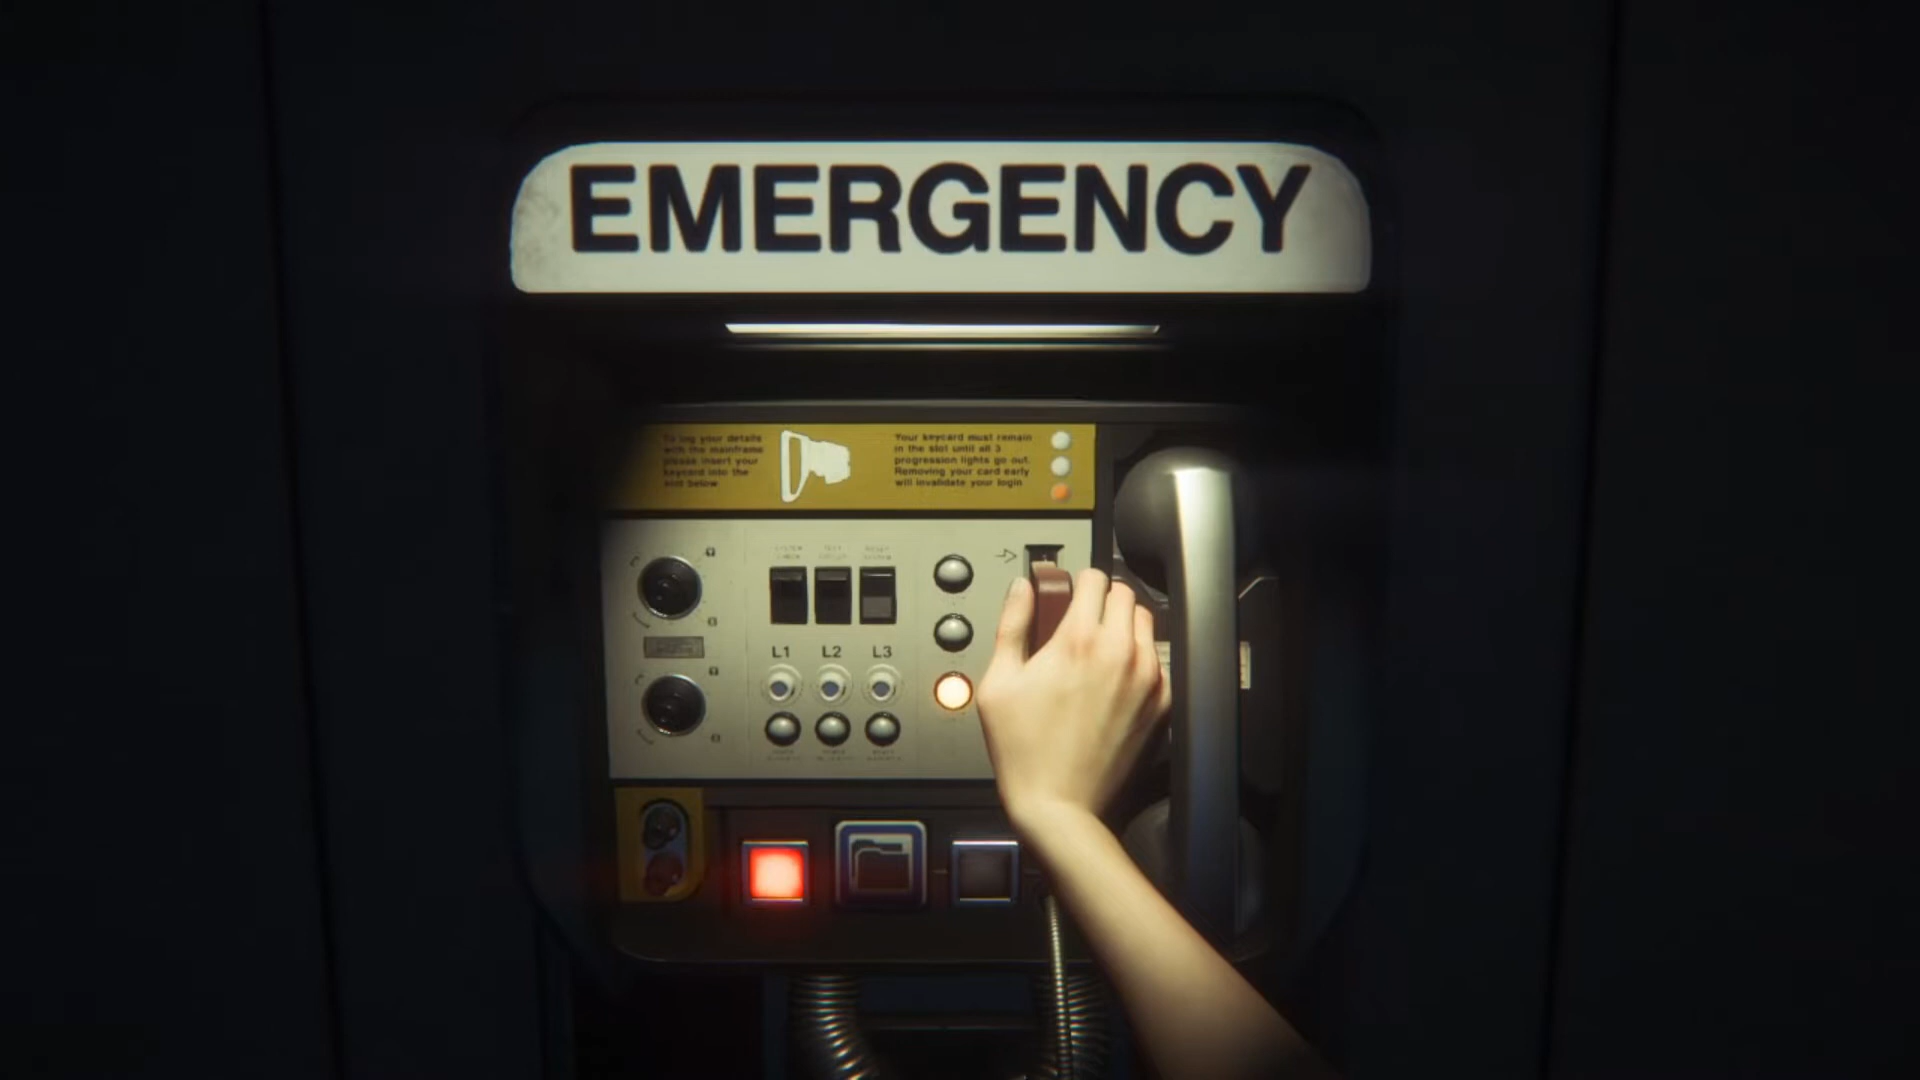 EMERGENCY
To log your details
with the mainframe
please insert your
keycard into the
slot below
Your keycard must remain
in the slot until all 3
progression lights go out.
Removing your card early
will invalidate your login
L1 L2 L3